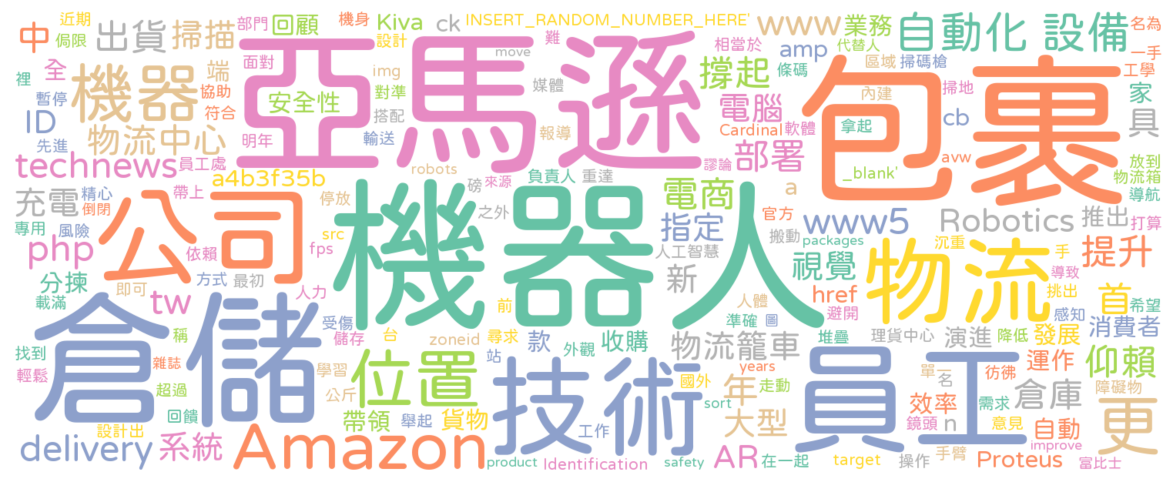 近期 部門 機身 ck INSERT_RANDOM_NUMBER_HERE' 難 www 業務 自動化 設備 名為
侷限 中 出貨 掃描 回顧 Kiva 設計 move 相當於 amp 代替人 區域 掃碼槍 一手
裡 全 機器 端 面對 亞馬遜 img 媒體 撐起 條碼 包裹 工學
暫停 協助 安全性 對準 電腦 內建 掃地 家
ID 符合 搭配 Cardinal 軟體 拿起 cb 具
先進 物流中心 明年 輸送 報導 部署 謬論 avw 放到
technews 員工處 a4b3f35b robots 負責人 重達 _blank' 物流箱
充電 精心 帶上 停放 磅 來源 電商 a 導航
專用 倒閉 公司 機器人 之外 指定 官方 www5 Robotics 推出 打算
php 風險 依賴 src fps 人工智慧 搬動 packages 沉重 手
分揀 方式 最初 新 視覺 物流 導致 提升
載滿 即可 tw 人力 前 人體 href 挑出 首 希望
倉儲 受傷 台 尋求 準確 圖 避開 感知 消費者
稱 儲存 zoneid 款 收購 堆疊 理貨中心 演進 降低 發展
找到 雜誌 站 外觀 物流籠車 運作 仰賴
輕鬆 超過 學習 位置 技術 years 員工 單一 彷彿
公斤 國外 年 走動 名 倉庫 障礙物
回饋 帶領 舉起 貨物 sort 大型 效率 需求 更
設計出 工作 鏡頭 n 意見 自動
delivery 系統 Amazon product Identification safety AR 在一起 target 操作 手臂 Proteus improve 富比士